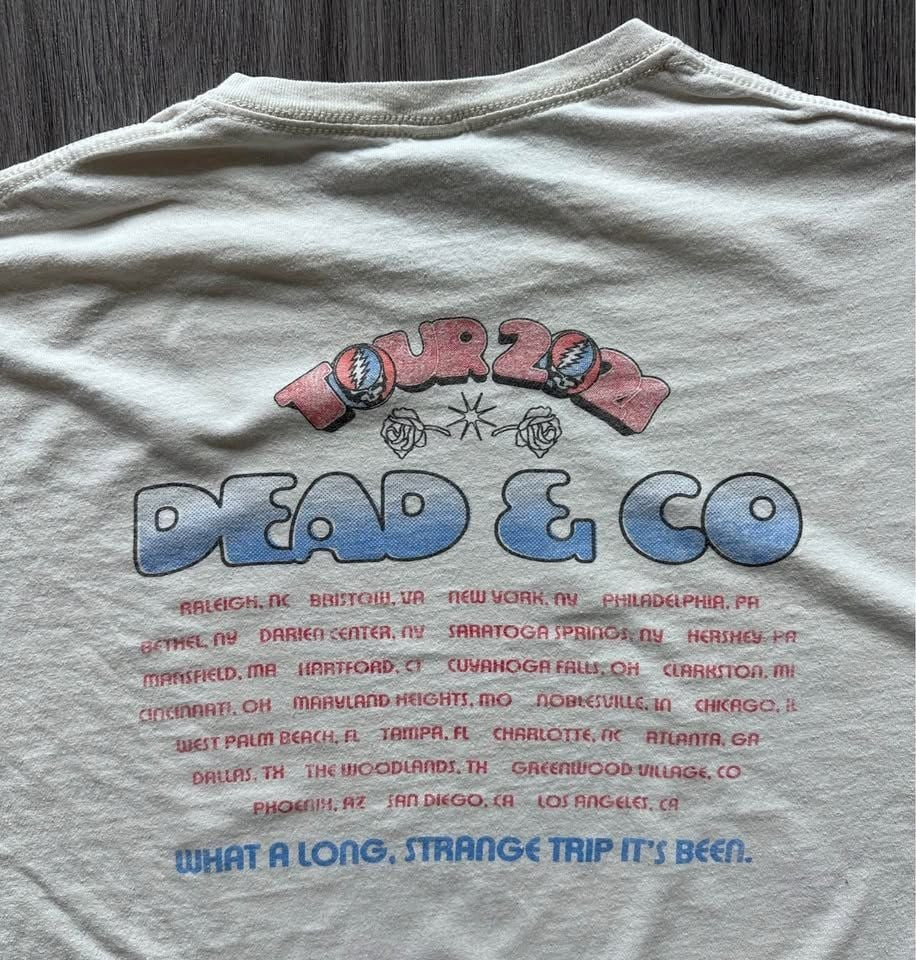 TOUR 2021
DEAD & CO
RALEIGH, NC BRISTOW, VA NEW YORK, NY PHILADELPHIA, PA
BETHEL, NY DARIEN CENTER, NY SARATOGA SPRINGS, NY HERSHEY PA
MANSFIELD, MA HARTFORD, CT CUYAHOGA FALLS, OH CLARKSTON, MI
CINCINNATI, OH MARYLAND HEIGHTS, MO NOBLESVILLE, IN CHICAGO, IL
WEST PALM BEACH, FL TAMPA, FL CHARLOTTE, NC ATLANTA, GA
DALLAS, TX THE WOODLANDS, TX GREENWOOD VILLAGE, CO
PHOENIX, AZ SAN DIEGO, CA LOS ANGELES, CA
WHAT A LONG, STRANGE TRIP IT'S BEEN.